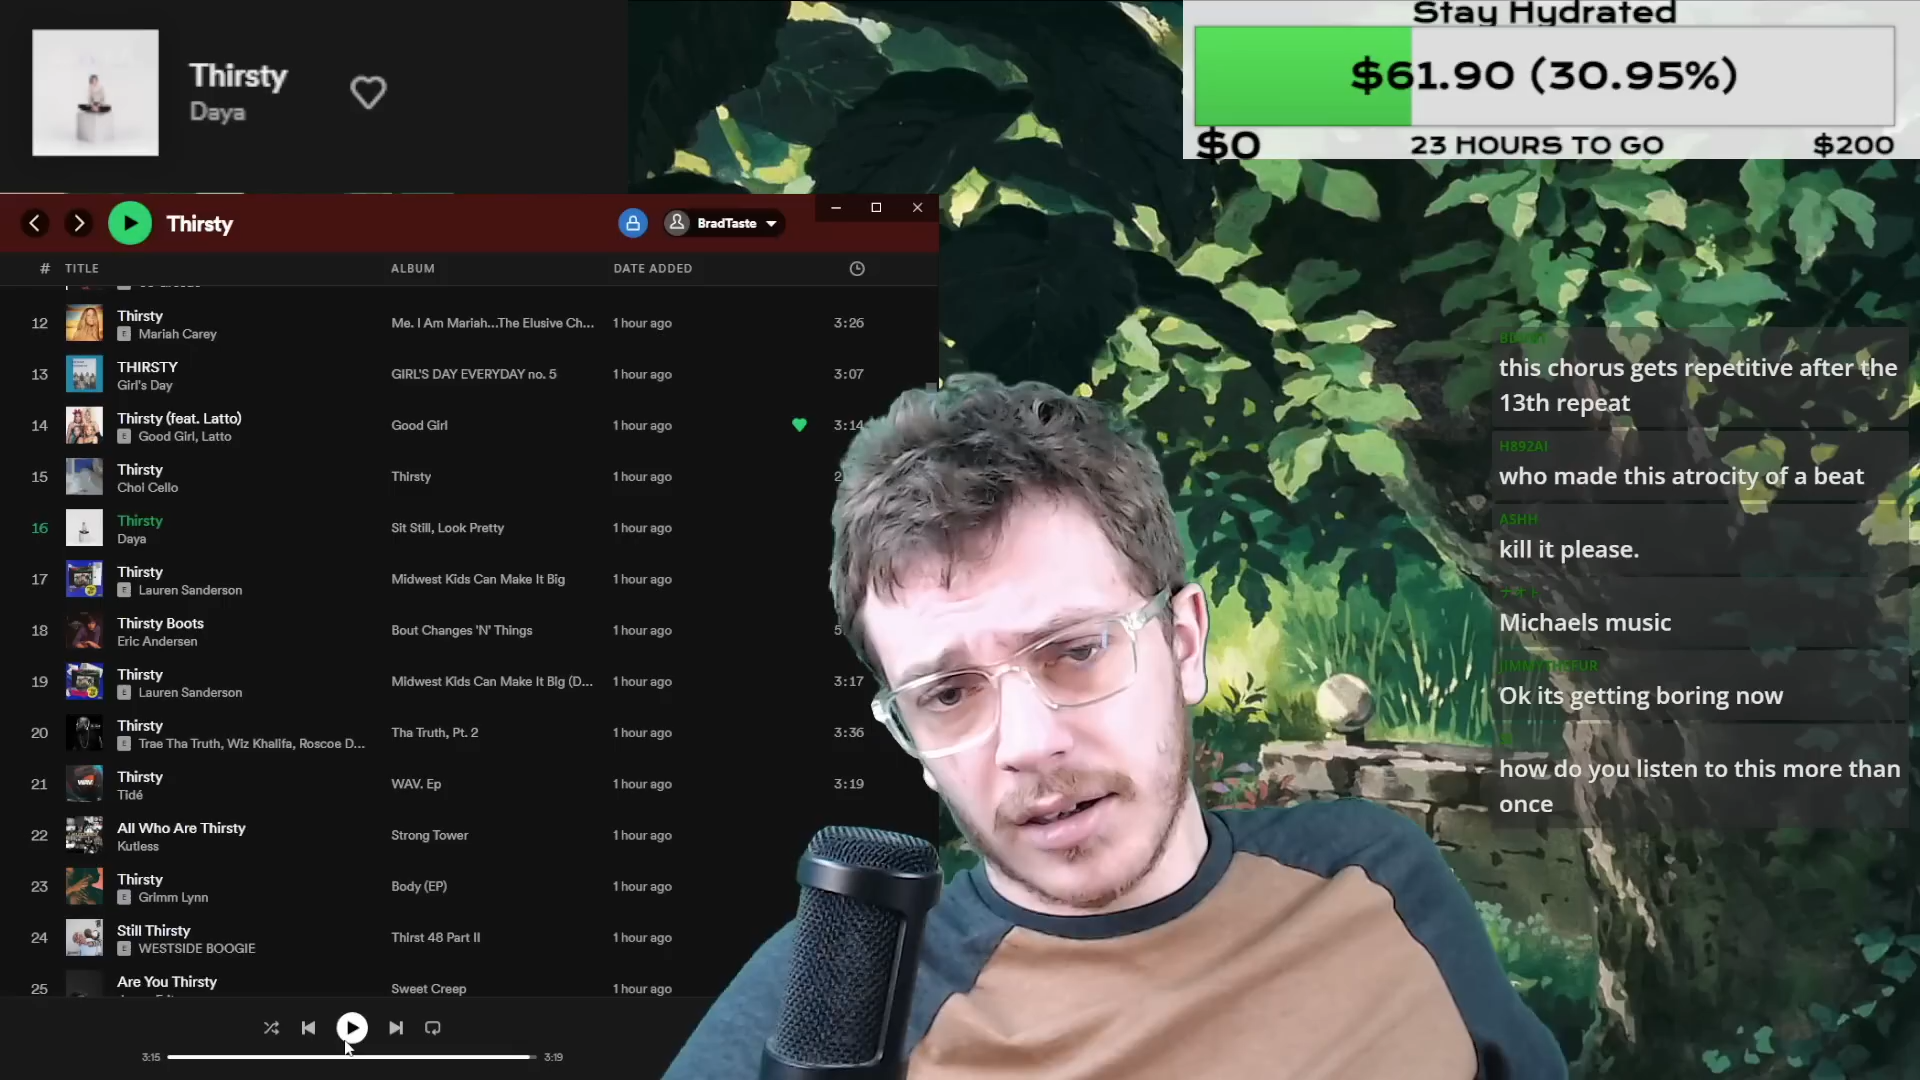 Thirsty
Daya
Stay Hydrated
$61.90 (30.95%)
$0
23 HOURS TO GO
$200
Thirsty
BradTaste
# TITLE ALBUM DATE ADDED
12 Thirsty Me. I Am Mariah...The Elusive Ch... 1 hour ago 3:26
E Mariah Carey
13 THIRSTY GIRL'S DAY EVERYDAY no. 5 1 hour ago 3:07
Girl's Day
14 Thirsty (feat. Latto) Good Girl 1 hour ago 3:14
E Good Girl, Latto
15 Thirsty Thirsty 1 hour ago 2
Chol Cello
16 Thirsty Sit Still, Look Pretty 1 hour ago
Daya
17 Thirsty Midwest Kids Can Make It Big 1 hour ago
E Lauren Sanderson
18 Thirsty Boots Bout Changes 'N' Things 1 hour ago 5
Eric Andersen
19 Thirsty Midwest Kids Can Make It Big (D... 1 hour ago 3:17
E Lauren Sanderson
20 Thirsty Tha Truth, Pt. 2 1 hour ago 3:36
E Trae Tha Truth, Wiz Khalifa, Roscoe D...
21 Thirsty WAV. Ep 1 hour ago 3:19
Tidé
22 All Who Are Thirsty Strong Tower 1 hour ago
Kutless
23 Thirsty Body (EP) 1 hour ago
E Grimm Lynn
24 Still Thirsty Thirst 48 Part II 1 hour ago
E WESTSIDE BOOGIE
25 Are You Thirsty Sweet Creep 1 hour ago
3:15
3:19
this chorus gets repetitive after the
13th repeat
H892AI
who made this atrocity of a beat
ASHH
kill it please.
ナイト
Michaels music
Ok its getting boring now
how do you listen to this more than
once